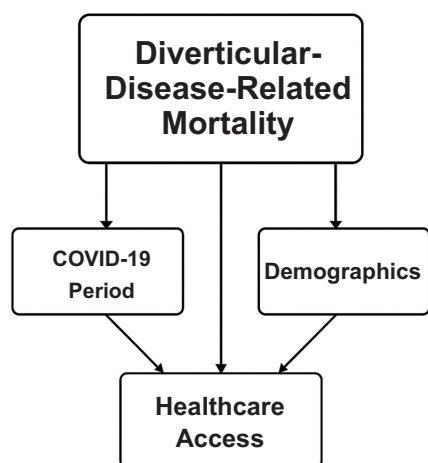 Diverticular-
Disease-Related
Mortality
COVID-19
Period
Demographics
Healthcare
Access